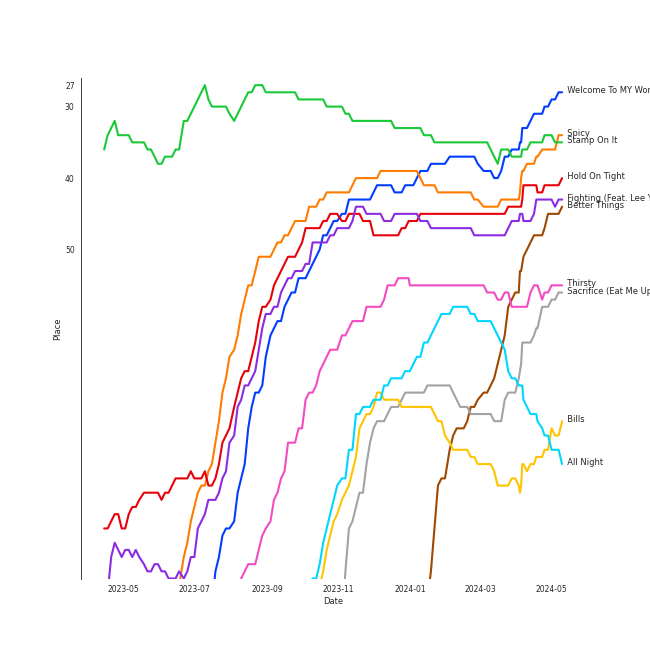 27
30
40
50
Place
2023-05
2023-07
2023-09
2023-11
2024-01
2024-03
2024-05
Date
Welcome To MY Wor
Spicy
Stamp On It
Hold On Tight
Fighting (Feat. Lee Y
Better Things
Thirsty
Sacrifice (Eat Me Up
Bills
All Night